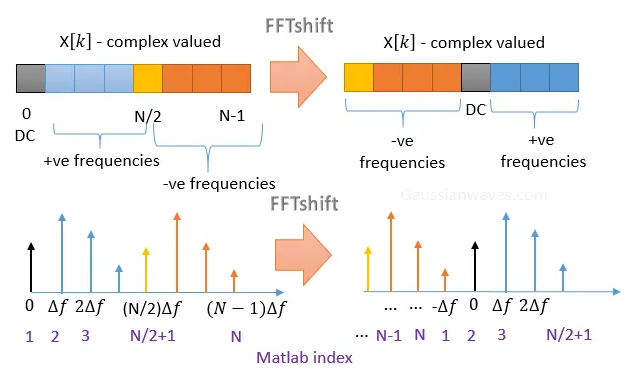 FFTshift
X[k] - complex valued
X[k] - complex valued
0
N/2
N-1
DC
DC
+ve frequencies
-ve frequencies
-ve
frequencies
+ve
frequencies
Gaussianwaves.com
FFTshift
0 Δf 2Δf (N/2)Δf (N − 1)Δf
... ... -Δf 0 Δf 2Δf
1 2 3 N/2+1 N
... N-1 N 1 2 3 N/2+1
Matlab index